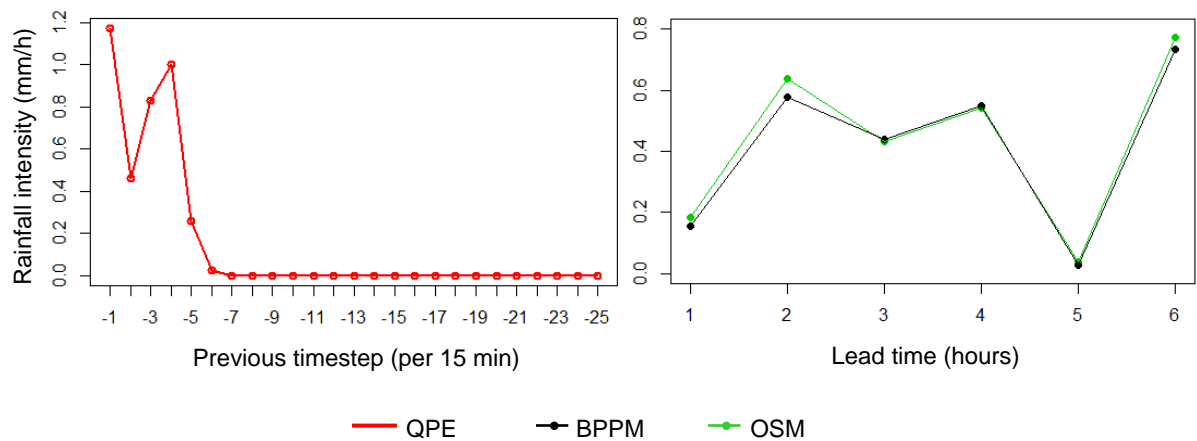 Rainfall intensity (mm/h)
1.2
1.0
0.8
0.6
0.4
0.2
0.0
-1 -3 -5 -7 -9 -11 -13 -15 -17 -19 -21 -23 -25
Previous timestep (per 15 min)
0.8
0.6
0.4
0.2
0.0
1 2 3 4 5 6
Lead time (hours)
QPE BPPM OSM